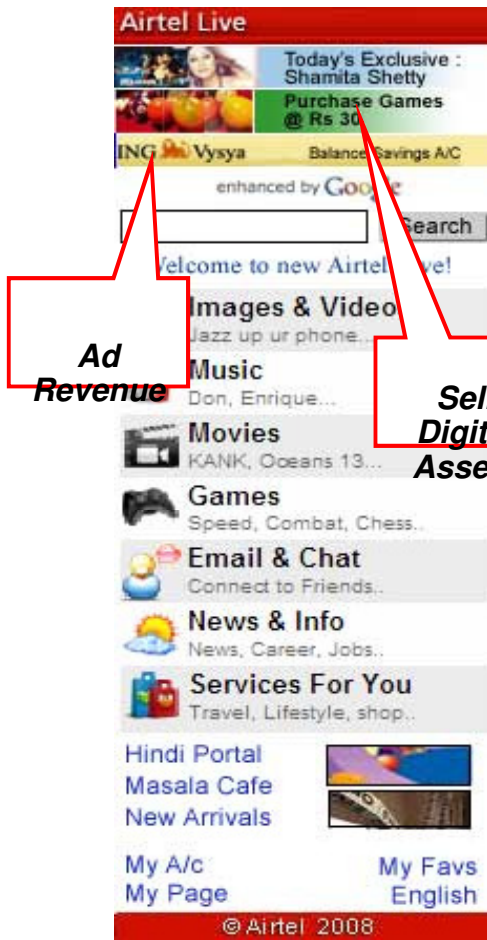 Airtel Live
Today's Exclusive :
Shamita Shetty
Purchase Games
@ Rs 30
ING Vysya Balance Savings A/C
enhanced by Google
Search
Welcome to new Airtel Live!
Images & Video
Jazz up ur phone...
Ad
Revenue
Music
Don, Enrique...
Sel
Digit
Asse
Movies
KANK, Oceans 13...
Games
Speed, Combat, Chess..
Email & Chat
Connect to Friends..
News & Info
News, Career, Jobs..
Services For You
Travel, Lifestyle, shop..
Hindi Portal
Masala Cafe
New Arrivals
My A/c My Favs
My Page English
© Airtel 2008